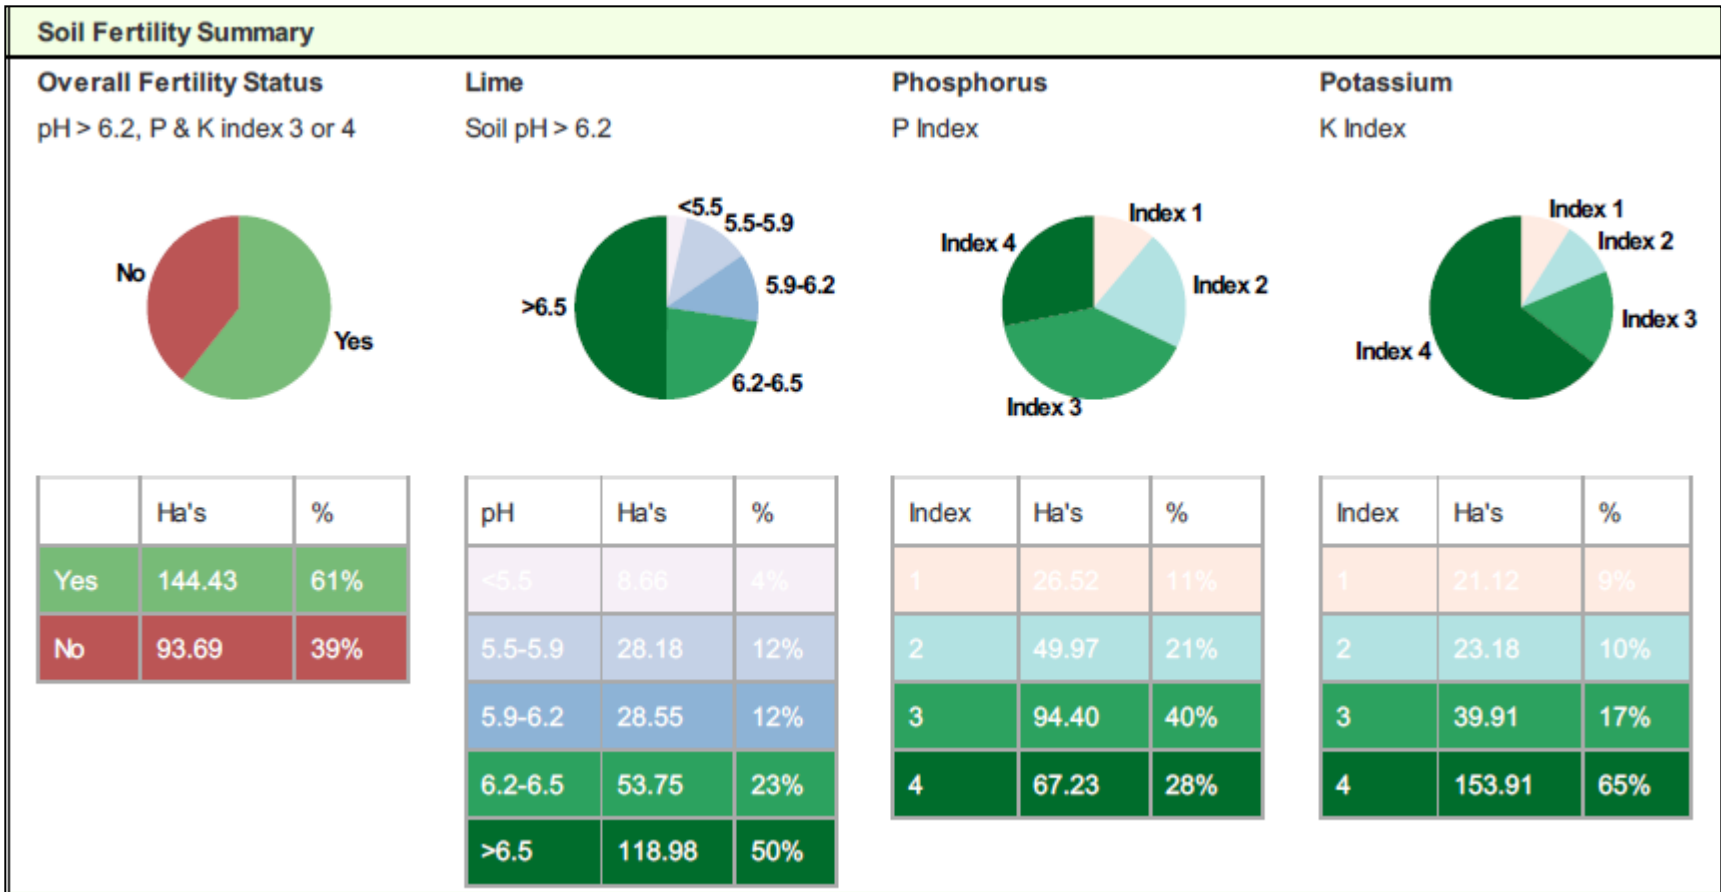 Soil Fertility Summary
Overall Fertility Status
pH > 6.2, P & K index 3 or 4
No
Yes
Ha's %
Yes 144.43 61%
No 93.69 39%
Lime
Soil pH > 6.2
<5.5
5.5-5.9
5.9-6.2
>6.5
6.2-6.5
pH Ha's %
<5.5 8.66 4%
5.5-5.9 28.18 12%
5.9-6.2 28.55 12%
6.2-6.5 53.75 23%
>6.5 118.98 50%
Phosphorus
P Index
Index 1
Index 4
Index 2
Index 3
Index Ha's %
1 26.52 11%
2 49.97 21%
3 94.40 40%
4 67.23 28%
Potassium
K Index
Index 1
Index 2
Index 3
Index 4
Index Ha's %
1 21.12 9%
2 23.18 10%
3 39.91 17%
4 153.91 65%